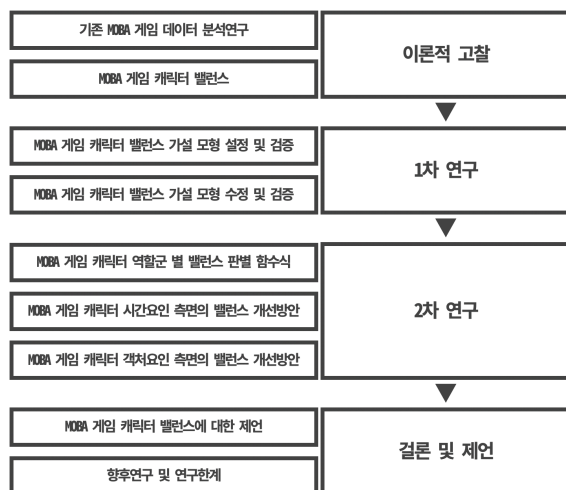 기존 MOBA 게임 데이터 분석연구
MOBA 게임 캐릭터 밸런스
이론적 고찰
MOBA 게임 캐릭터 밸런스 가설 모형 설정 및 검증
MOBA 게임 캐릭터 밸런스 가설 모형 수정 및 검증
1차 연구
MOBA 게임 캐릭터 역할군 별 밸런스 판별 함수식
MOBA 게임 캐릭터 시간요인 측면의 밸런스 개선방안
MOBA 게임 캐릭터 객처요인 측면의 밸런스 개선방안
2차 연구
MOBA 게임 캐릭터 밸런스에 대한 제언
향후연구 및 연구한계
걸론 및 제언